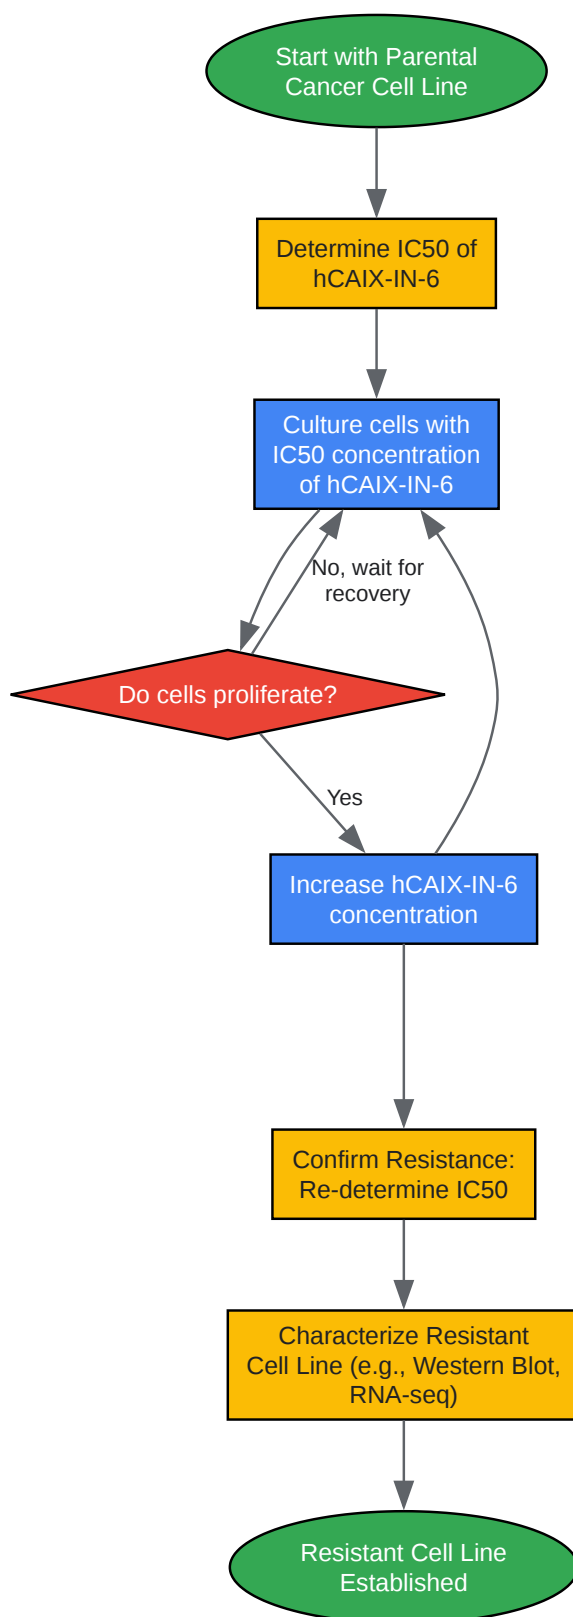 Start with Parental
Cancer Cell Line
Determine IC50 of
hCAIX-IN-6
Culture cells with
IC50 concentration
of hCAIX-IN-6
No, wait for
recovery
Do cells proliferate?
Yes
Increase hCAIX-IN-6
concentration
Confirm Resistance:
Re-determine IC50
Characterize Resistant
Cell Line (e.g., Western Blot,
RNA-seq)
Resistant Cell Line
Established